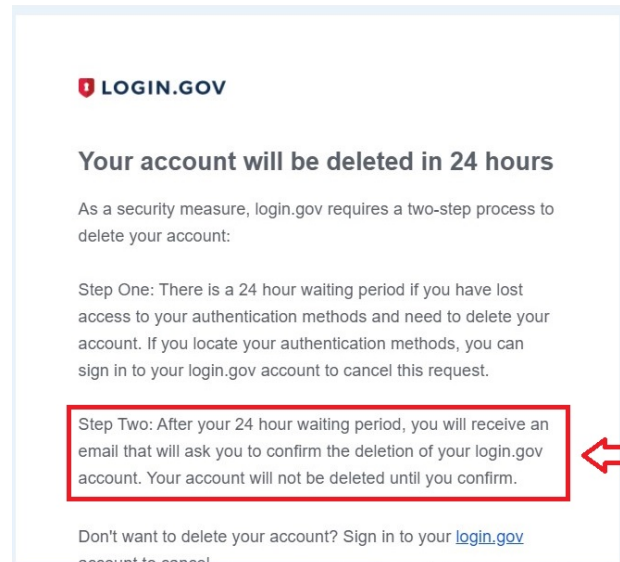 LOGIN.GOV
Your account will be deleted in 24 hours
As a security measure, login.gov requires a two-step process to
delete your account:
Step One: There is a 24 hour waiting period if you have lost
access to your authentication methods and need to delete your
account. If you locate your authentication methods, you can
sign in to your login.gov account to cancel this request.
Step Two: After your 24 hour waiting period, you will receive an
email that will ask you to confirm the deletion of your login.gov
account. Your account will not be deleted until you confirm.
Don't want to delete your account? Sign in to your login.gov
account to cancel